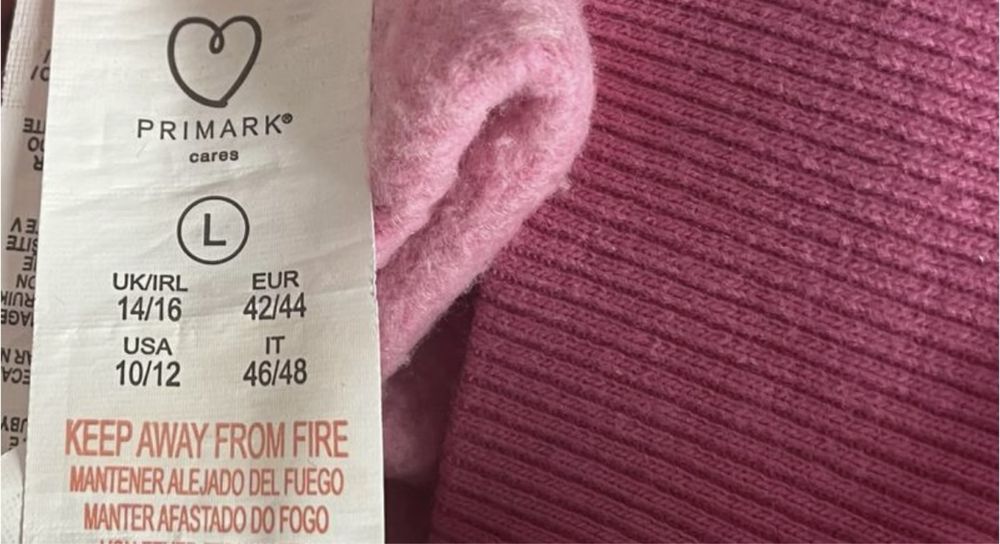 PRIMARK®
cares
L
UK/IRL EUR
14/16 42/44
USA IT
10/12 46/48
KEEP AWAY FROM FIRE
MANTENER ALEJADO DEL FUEGO
MANTER AFASTADO DO FOGO